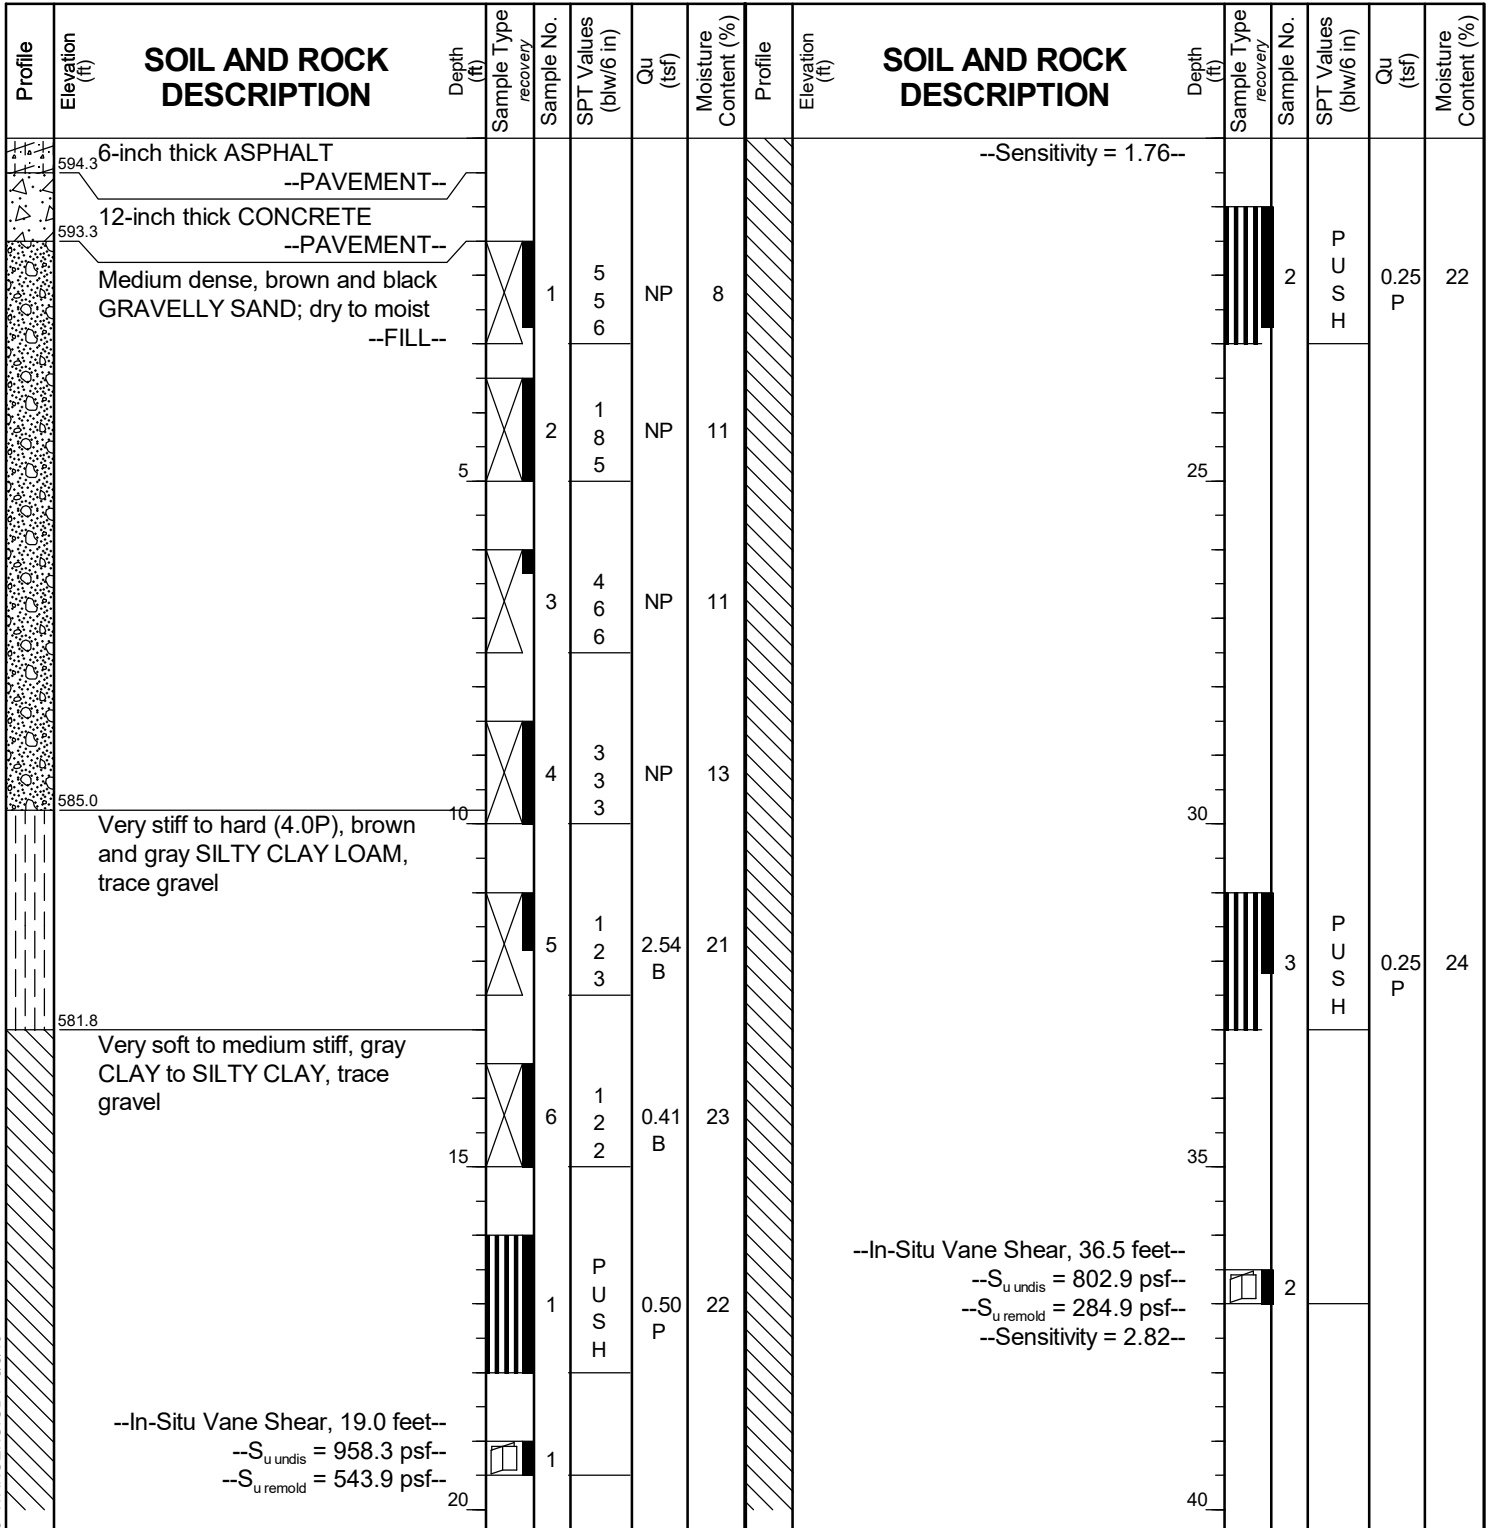 Profile
Elevation
(ft)
SOIL AND ROCK
DESCRIPTION
Depth
(ft)
Sample Type
recovery
Sample No.
SPT Values
(blw/6 in)
Qu
(tsf)
Moisture
Content (%)
594.3
6-inch thick ASPHALT
--PAVEMENT--
12-inch thick CONCRETE
593.3
--PAVEMENT--
Medium dense, brown and black
GRAVELLY SAND; dry to moist
--FILL--
1
5
5
6
NP
8
2
1
8
5
NP
11
5
3
4
6
6
NP
11
4
3
3
3
NP
13
585.0
10
Very stiff to hard (4.0P), brown
and gray SILTY CLAY LOAM,
trace gravel
5
1
2
3
2.54
B
21
581.8
Very soft to medium stiff, gray
CLAY to SILTY CLAY, trace
gravel
6
1
2
2
0.41
B
23
15
1
P
U
S
H
0.50
P
22
--In-Situ Vane Shear, 19.0 feet--
--Su undis = 958.3 psf--
--Su remold = 543.9 psf--
1
20
Profile
Elevation
(ft)
SOIL AND ROCK
DESCRIPTION
Depth
(ft)
Sample Type
recovery
Sample No.
SPT Values
(blw/6 in)
Qu
(tsf)
Moisture
Content (%)
--Sensitivity = 1.76--
2
P
U
S
H
0.25
P
22
25
30
3
P
U
S
H
0.25
P
24
35
--In-Situ Vane Shear, 36.5 feet--
--Su undis = 802.9 psf--
--Su remold = 284.9 psf--
--Sensitivity = 2.82--
2
40